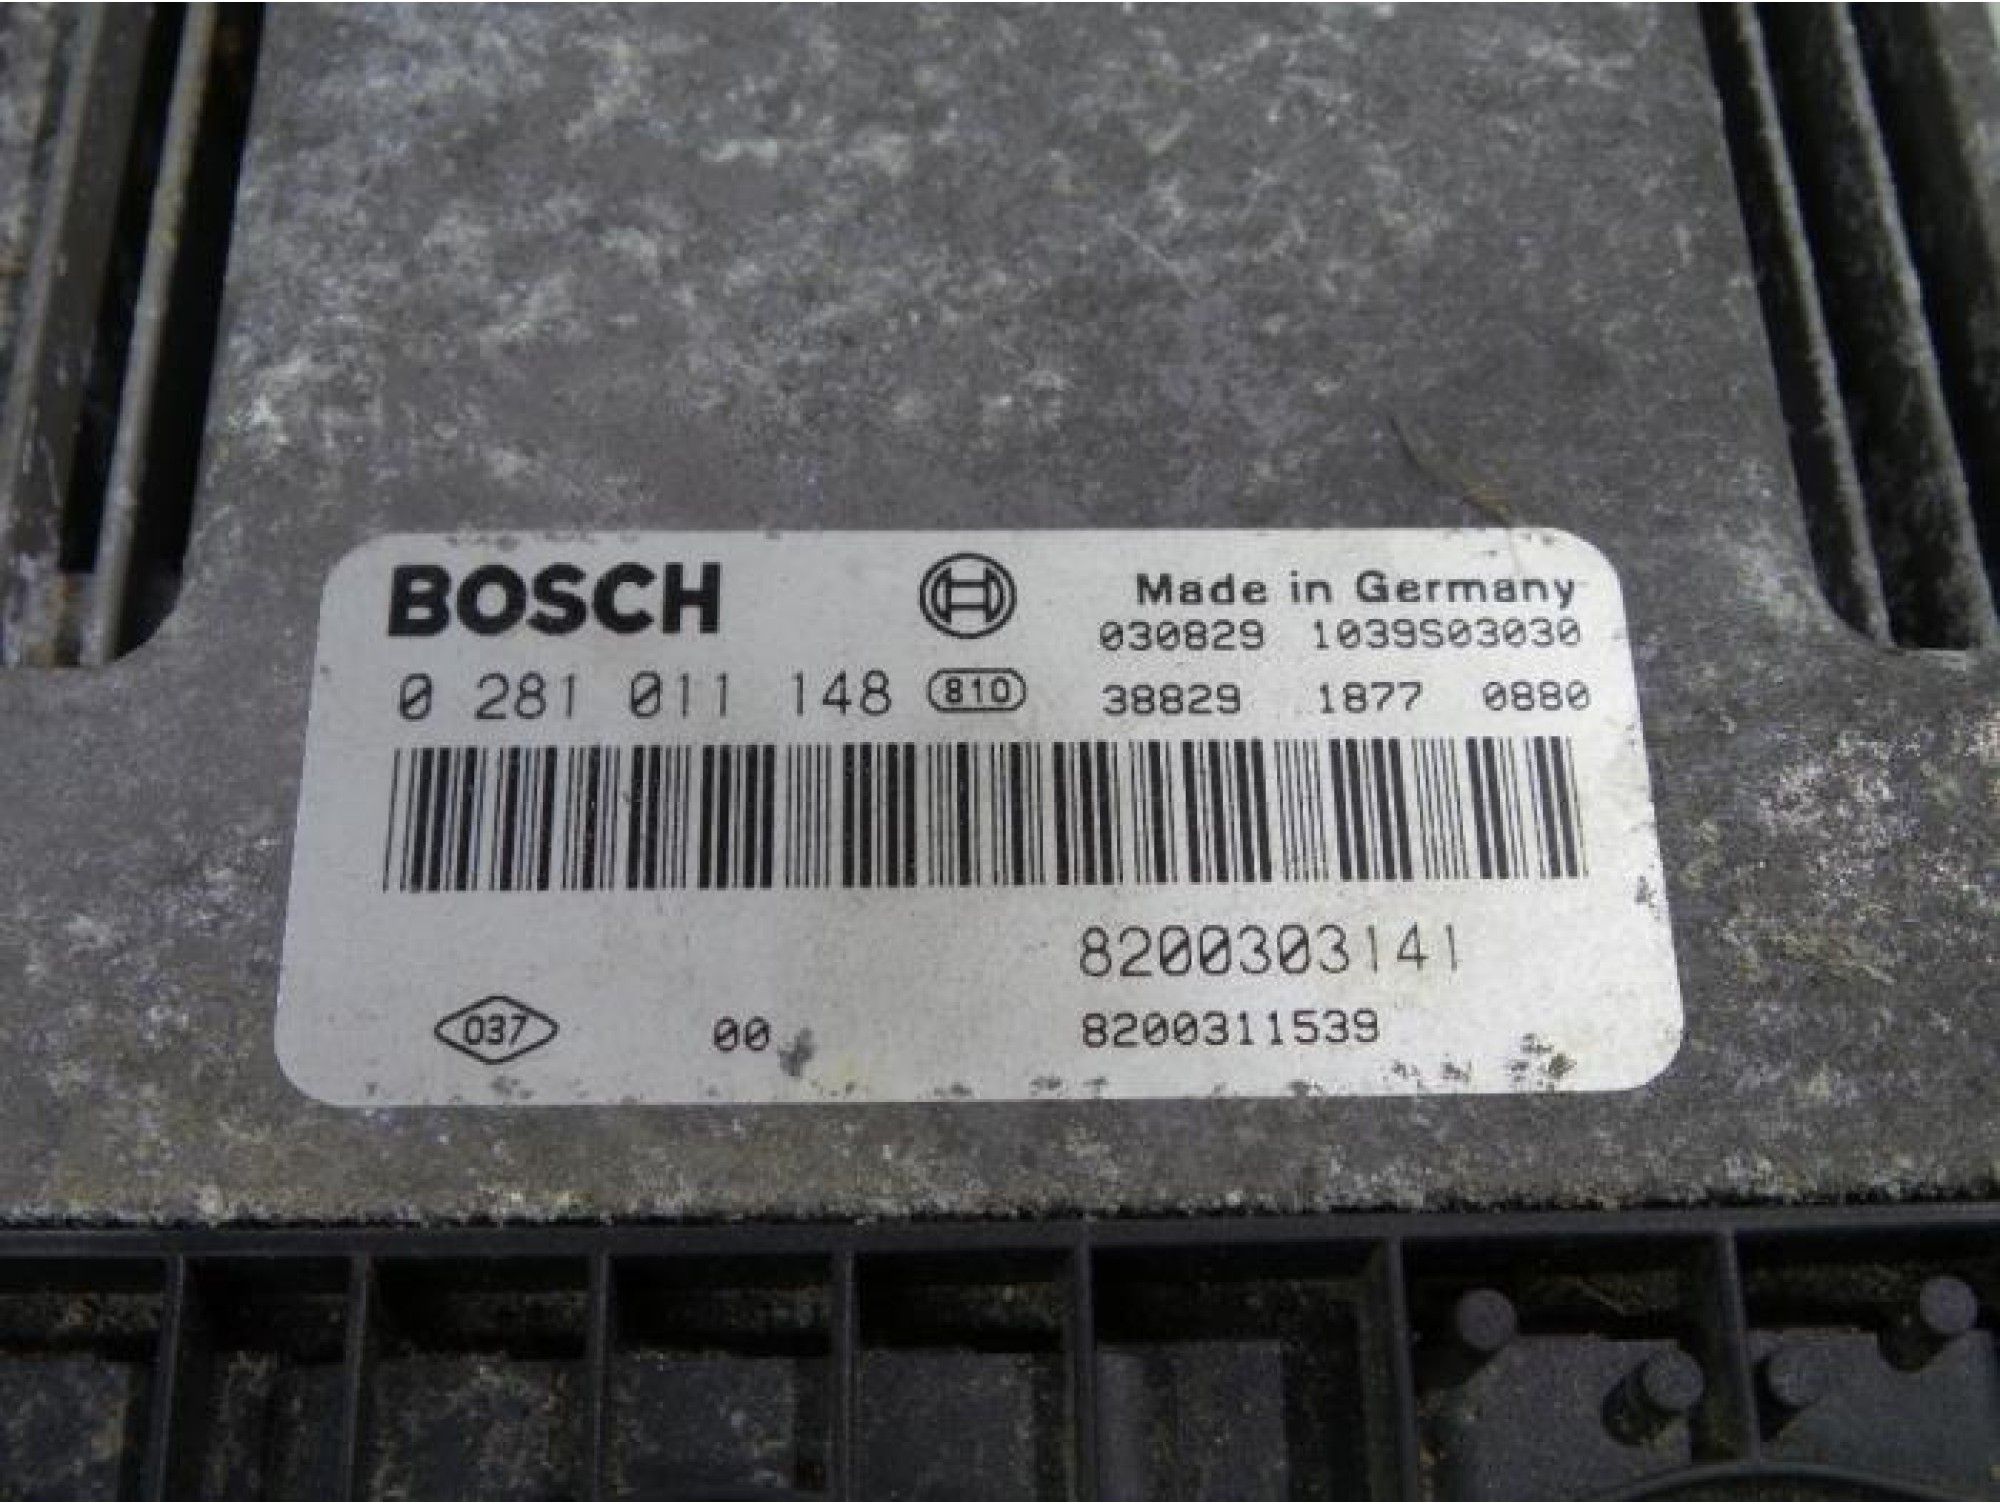 BOSCH
Made in Germany
030829 1039S03030
0 281 011 148 810 38829 1877 0880
8200303141
037 00 8200311539